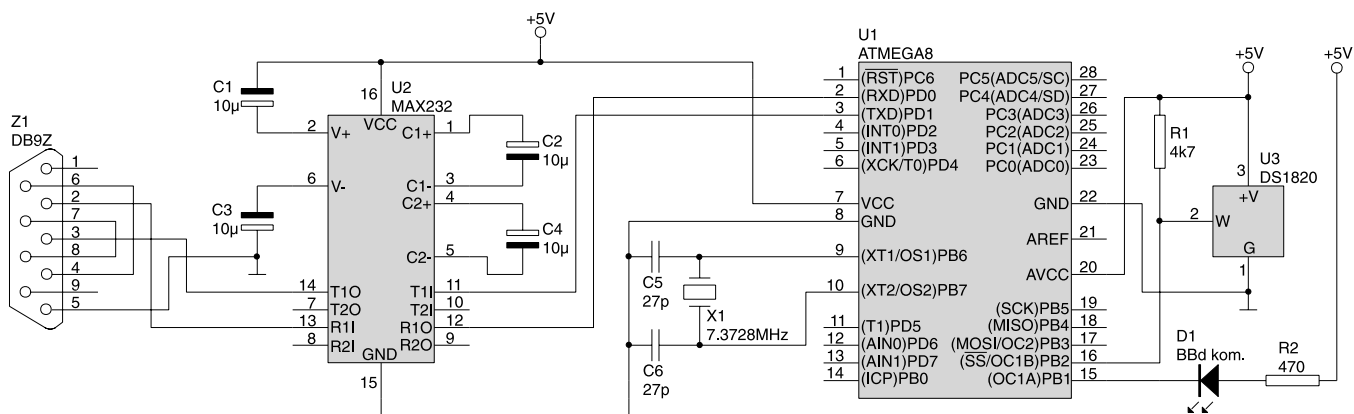 Z1
DB9Z
1
6
2
7
3
8
4
9
5
C1
10µ
C3
10µ
+5V
16
U2
MAX232
VCC
2 V+
6 V-
C1+ 1
C1- 3
C2+ 4
C2- 5
14 T1O
7 T2O
13 R1I
8 R2I
T1I 11
T2I 10
R1O 12
R2O 9
GND
15
C2
10µ
C4
10µ
C5
27p
C6
27p
X1
7.3728MHz
U1
ATMEGA8
1 (RST)PC6
2 (RXD)PD0
3 (TXD)PD1
4 (INT0)PD2
5 (INT1)PD3
6 (XCK/T0)PD4
7 VCC
8 GND
9 (XT1/OS1)PB6
10 (XT2/OS2)PB7
11 (T1)PD5
12 (AIN0)PD6
13 (AIN1)PD7
14 (ICP)PB0
PC5(ADC5/SC) 28
PC4(ADC4/SD) 27
PC3(ADC3) 26
PC2(ADC2) 25
PC1(ADC1) 24
PC0(ADC0) 23
GND 22
AREF 21
AVCC 20
(SCK)PB5 19
(MISO)PB4 18
(MOSI/OC2)PB3 17
(SS/OC1B)PB2 16
(OC1A)PB1 15
+5V
+5V
R1
4k7
U3
DS1820
3
+V
2 W
G
1
D1
BBd kom.
R2
470